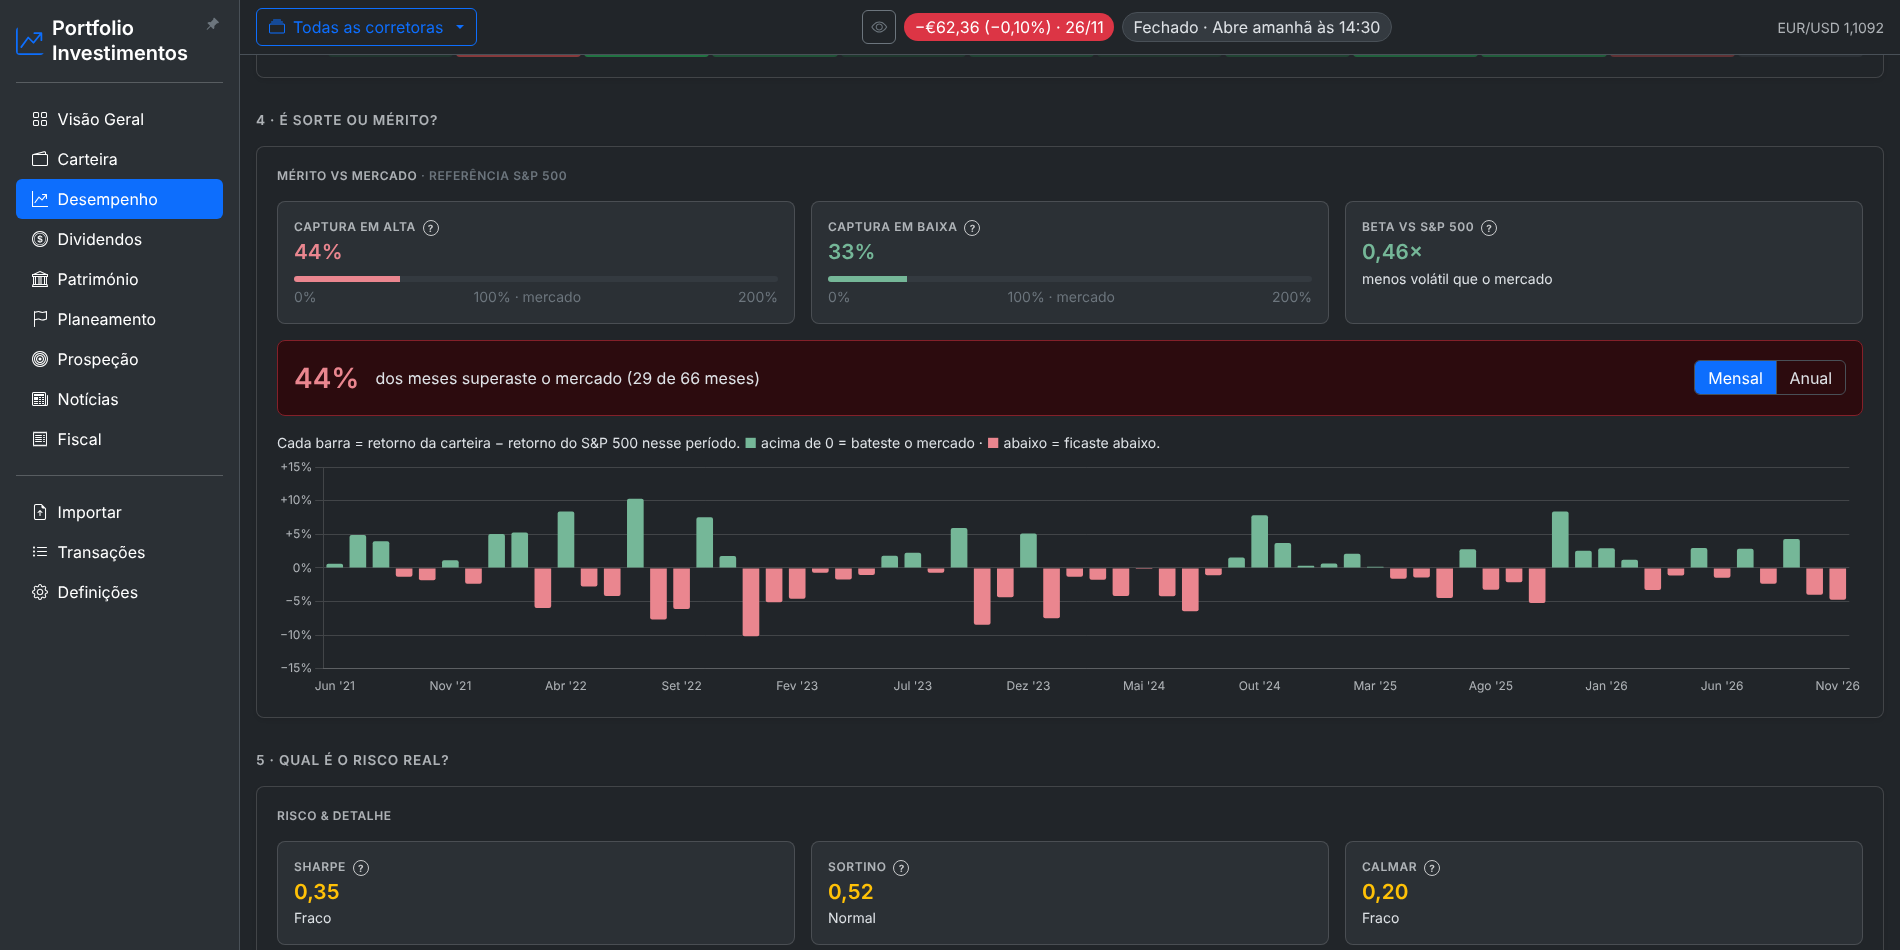 Portfolio
Investimentos
Todas as corretoras
−€62,36 (−0,10%) · 26/11
Fechado · Abre amanhã às 14:30
EUR/USD 1,1092
Visão Geral
Carteira
Desempenho
Dividendos
Património
Planeamento
Prospeção
Notícias
Fiscal
Importar
Transações
Definições
4 · É SORTE OU MÉRITO?
MÉRITO VS MERCADO · REFERÊNCIA S&P 500
CAPTURA EM ALTA ?
44%
0% 100% · mercado 200%
CAPTURA EM BAIXA ?
33%
0% 100% · mercado 200%
BETA VS S&P 500 ?
0,46×
menos volátil que o mercado
44% dos meses superaste o mercado (29 de 66 meses)
Mensal Anual
Cada barra = retorno da carteira − retorno do S&P 500 nesse período. acima de 0 = bateste o mercado · abaixo = ficaste abaixo.
+15%
+10%
+5%
0%
−5%
−10%
−15%
Jun '21 Nov '21 Abr '22 Set '22 Fev '23 Jul '23 Dez '23 Mai '24 Out '24 Mar '25 Ago '25 Jan '26 Jun '26 Nov '26
5 · QUAL É O RISCO REAL?
RISCO & DETALHE
SHARPE ?
0,35
Fraco
SORTINO ?
0,52
Normal
CALMAR ?
0,20
Fraco